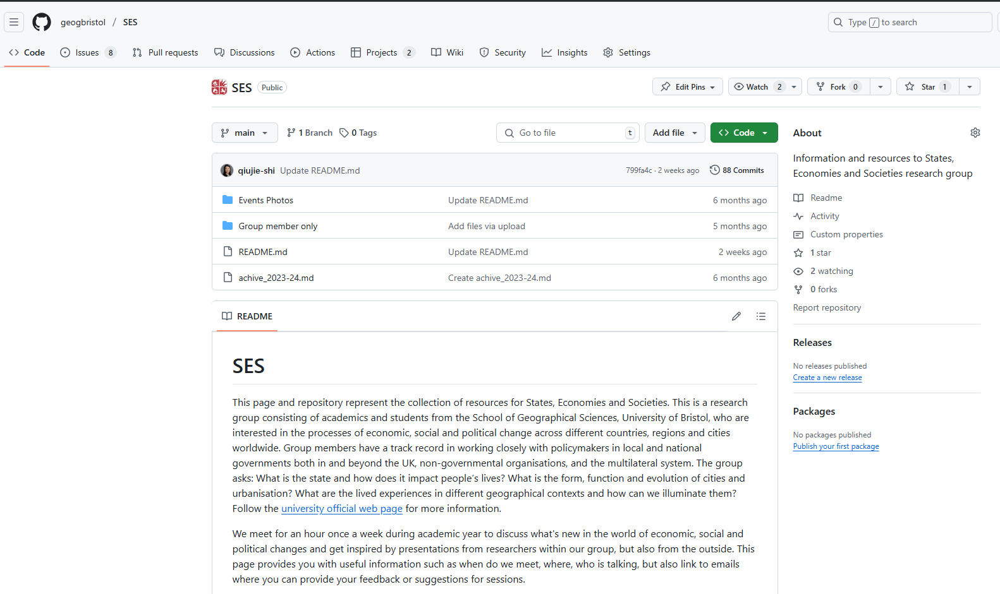 geogbristol / SES
Type / to search
Code Issues 8 Pull requests Discussions Actions Projects 2 Wiki Security Insights Settings
SES Public
Edit Pins Watch 2 Fork 0 Star 1
main 1 Branch 0 Tags Go to file t Add file Code
qiujie-shi Update README.md 799fa4c · 2 weeks ago 88 Commits
Events Photos Update README.md 6 months ago
Group member only Add files via upload 5 months ago
README.md Update README.md 2 weeks ago
achive_2023-24.md Create achive_2023-24.md 6 months ago
README
SES
This page and repository represent the collection of resources for States, Economies and Societies. This is a research
group consisting of academics and students from the School of Geographical Sciences, University of Bristol, who are
interested in the processes of economic, social and political change across different countries, regions and cities
worldwide. Group members have a track record in working closely with policymakers in local and national
governments both in and beyond the UK, non-governmental organisations, and the multilateral system. The group
asks: What is the state and how does it impact people's lives? What is the form, function and evolution of cities and
urbanisation? What are the lived experiences in different geographical contexts and how can we illuminate them?
Follow the university official web page for more information.
We meet for an hour once a week during academic year to discuss what's new in the world of economic, social and
political changes and get inspired by presentations from researchers within our group, but also from the outside. This
page provides you with useful information such as when do we meet, where, who is talking, but also link to emails
where you can provide your feedback or suggestions for sessions.
About
Information and resources to States,
Economies and Societies research group
Readme
Activity
Custom properties
1 star
2 watching
0 forks
Report repository
Releases
No releases published
Create a new release
Packages
No packages published
Publish your first package